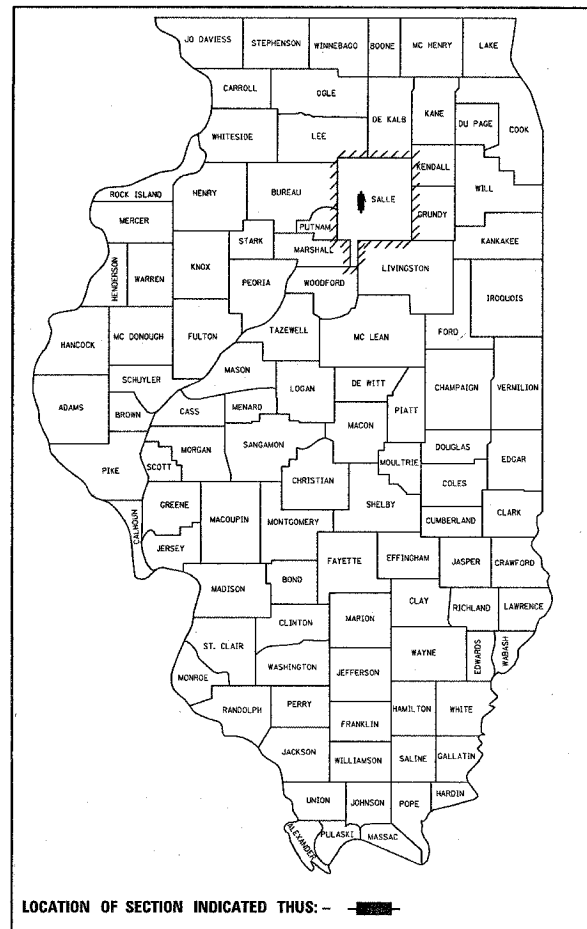 JO DAVIESS STEPHENSON WINNEBAGO BOONE MC HENRY LAKE
CARROLL OGLE DE KALB KANE DU PAGE COOK
WHITESIDE LEE KENDALL WILL
ROCK ISLAND HENRY BUREAU SALLE GRUNDY
MERCER PUTNAM KANKAKEE
STARK MARSHALL LIVINGSTON
HENDERSON WARREN KNOX PEORIA WOODFORD IROQUOIS
HANCOCK MC DONOUGH FULTON TAZEWELL MC LEAN FORD
SCHUYLER MASON LOGAN DE WITT CHAMPAIGN VERMILION
ADAMS BROWN CASS MENARD MACON PIATT
PIKE SCOTT MORGAN SANGAMON CHRISTIAN MOULTRIE DOUGLAS EDGAR
COLES
CALHOUN GREENE MACOUPIN MONTGOMERY SHELBY CUMBERLAND CLARK
JERSEY FAYETTE EFFINGHAM JASPER CRAWFORD
MADISON BOND CLAY RICHLAND LAWRENCE
CLINTON MARION
ST. CLAIR WASHINGTON WAYNE EDWARDS WABASH
MONROE JEFFERSON
RANDOLPH PERRY HAMILTON WHITE
FRANKLIN
JACKSON WILLIAMSON SALINE GALLATIN
UNION JOHNSON POPE HARDIN
ALEXANDER PULASKI MASSAC
LOCATION OF SECTION INDICATED THUS: -